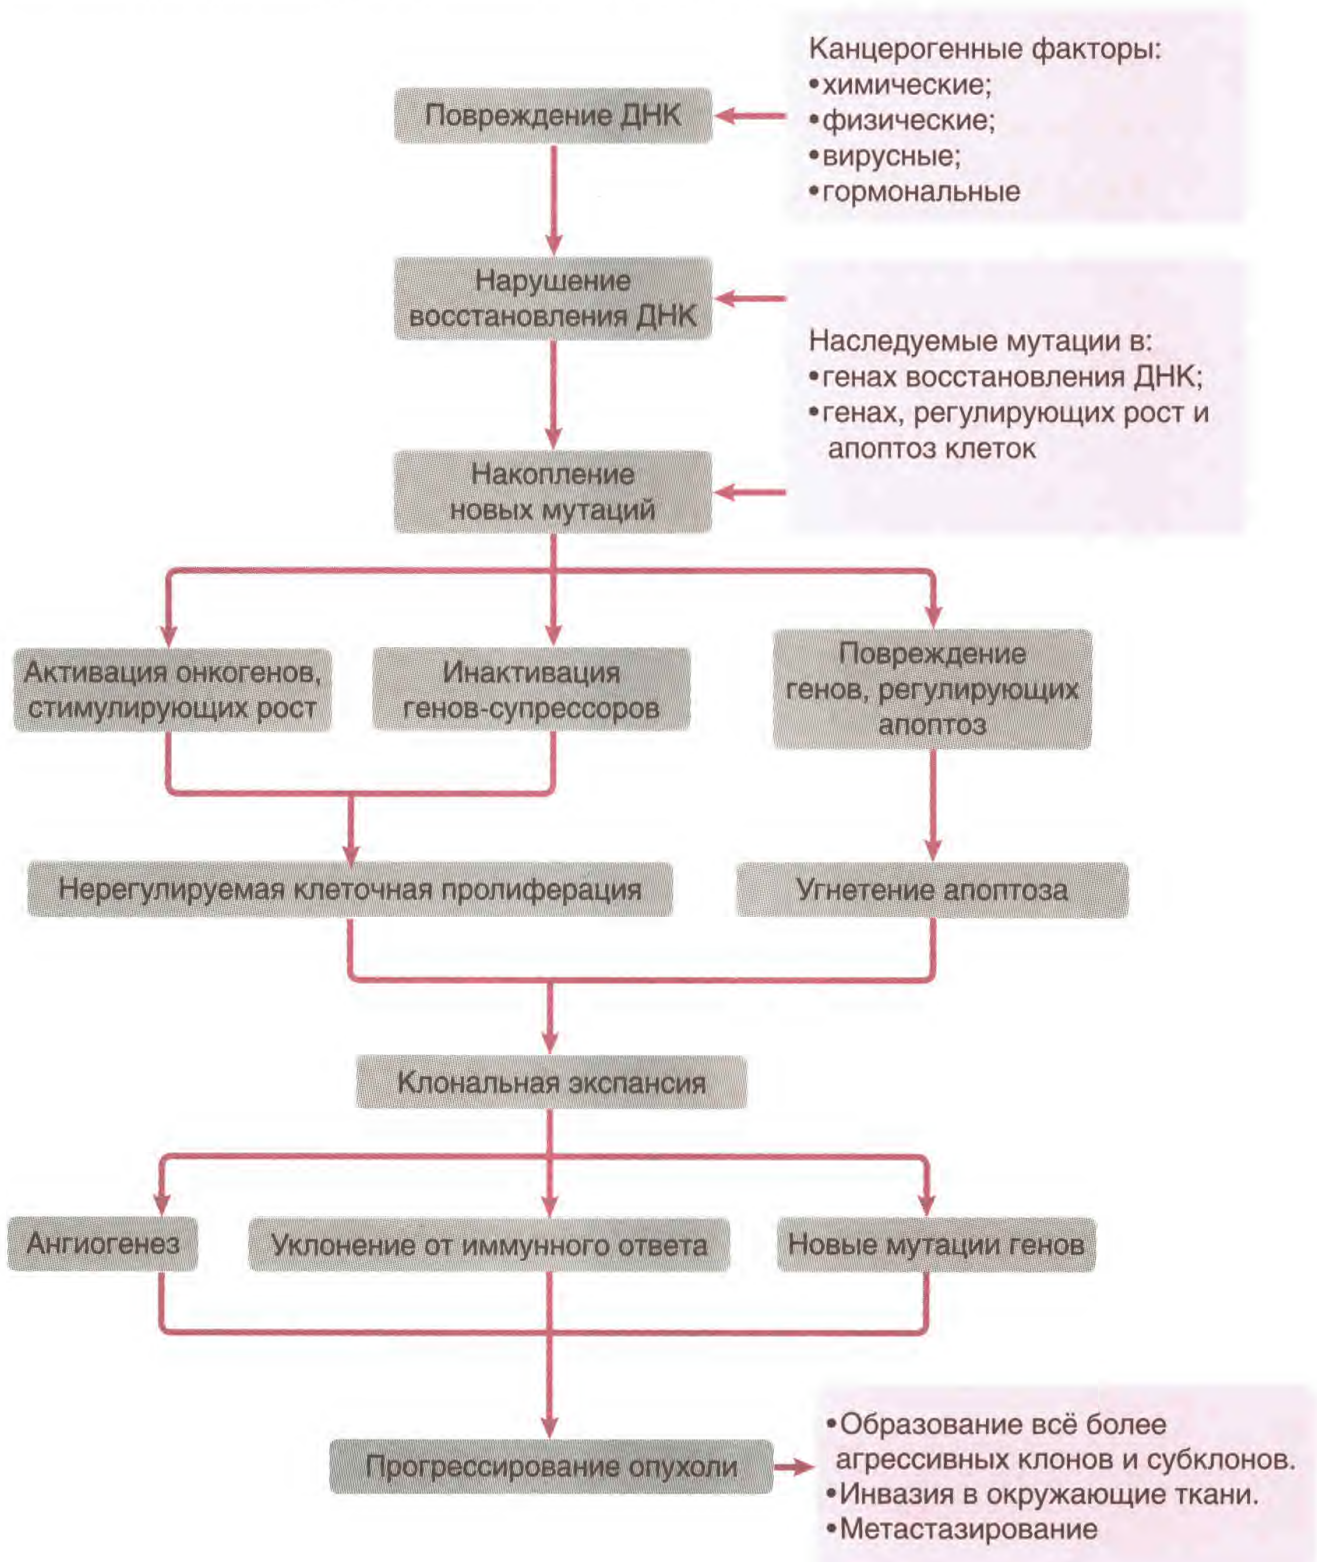 Канцерогенные факторы:
•химические;
•физические;
•вирусные;
•гормональные
Повреждение ДНК
Нарушение
восстановления ДНК
Наследуемые мутации в:
•генах восстановления ДНК;
•генах, регулирующих рост и
апоптоз клеток
Накопление
новых мутаций
Активация онкогенов,
стимулирующих рост
Инактивация
генов-супрессоров
Повреждение
генов, регулирующих
апоптоз
Нерегулируемая клеточная пролиферация
Угнетение апоптоза
Клональная экспансия
Ангиогенез
Уклонение от иммунного ответа
Новые мутации генов
Прогрессирование опухоли
•Образование всё более
агрессивных клонов и субклонов.
•Инвазия в окружающие ткани.
•Метастазирование